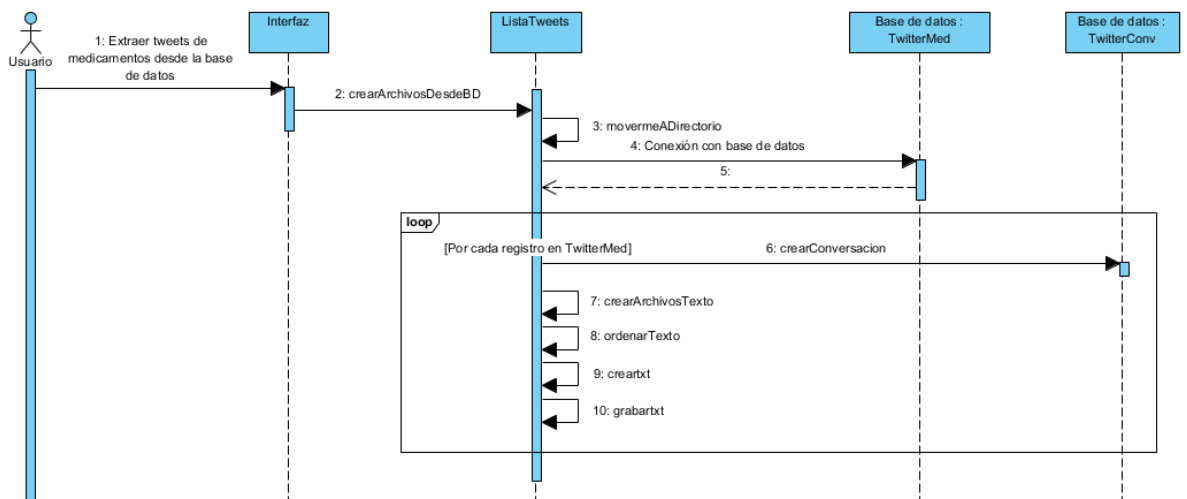 Usuario
Interfaz
ListaTweets
Base de datos :
TwitterMed
Base de datos :
TwitterConv
1: Extraer tweets de
medicamentos desde la base
de datos
2: crearArchivosDesdeBD
3: movermeADirectorio
4: Conexión con base de datos
5:
loop
[Por cada registro en TwitterMed]
6: crearConversacion
7: crearArchivosTexto
8: ordenarTexto
9: creartxt
10: grabartxt